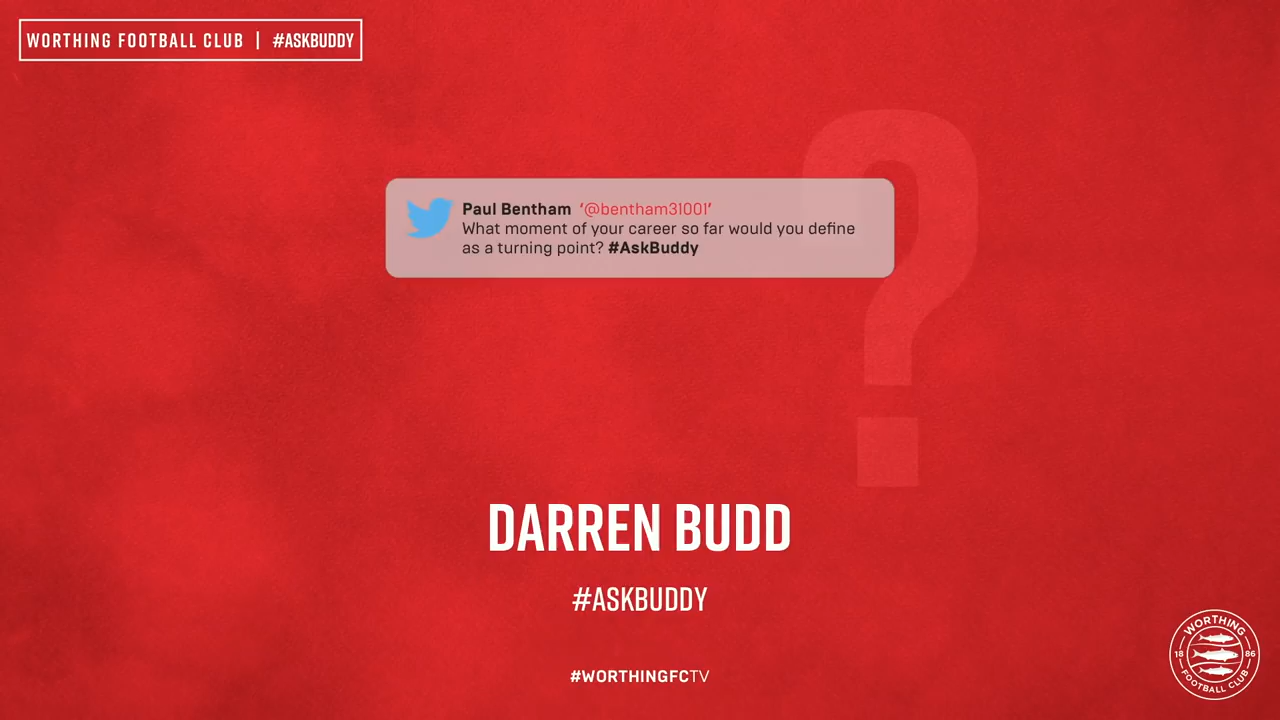 WORTHING FOOTBALL CLUB | #ASKBUDDY
Paul Bentham '@bentham31001'
What moment of your career so far would you define
as a turning point? #AskBuddy
?
DARREN BUDD
#ASKBUDDY
#WORTHINGFCTV
WORTHING
18 86
FOOTBALL CLUB